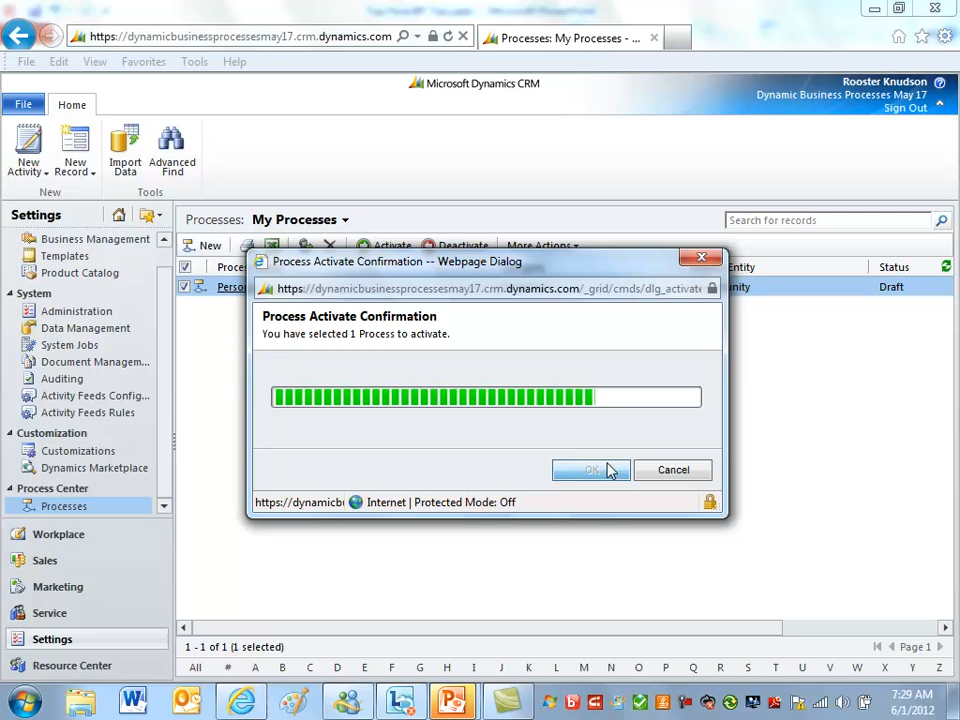 https://dynamicbusinessprocessesmay17.crm.dynamics.com
Processes: My Processes - ...
File Edit View Favorites Tools Help
Microsoft Dynamics CRM
Rooster Knudson
Dynamic Business Processes May 17
Sign Out
File Home
New Activity
New Record
Import Data
Advanced Find
New
Tools
Settings
Business Management
Templates
Product Catalog
System
Administration
Data Management
System Jobs
Document Managem...
Auditing
Activity Feeds Config...
Activity Feeds Rules
Customization
Customizations
Dynamics Marketplace
Process Center
Processes
Workplace
Sales
Marketing
Service
Settings
Resource Center
Processes: My Processes
Search for records
New Activate Deactivate More Actions
Entity Status
Draft
Process Activate Confirmation -- Webpage Dialog
https://dynamicbusinessprocessesmay17.crm.dynamics.com/_grid/cmds/dlg_activate
Process Activate Confirmation
You have selected 1 Process to activate.
OK Cancel
https://dynamicbu Internet | Protected Mode: Off
1 - 1 of 1 (1 selected)
Page 1
All # A B C D E F G H I J K L M N O P Q R S T U V W X Y Z
7:29 AM
6/1/2012